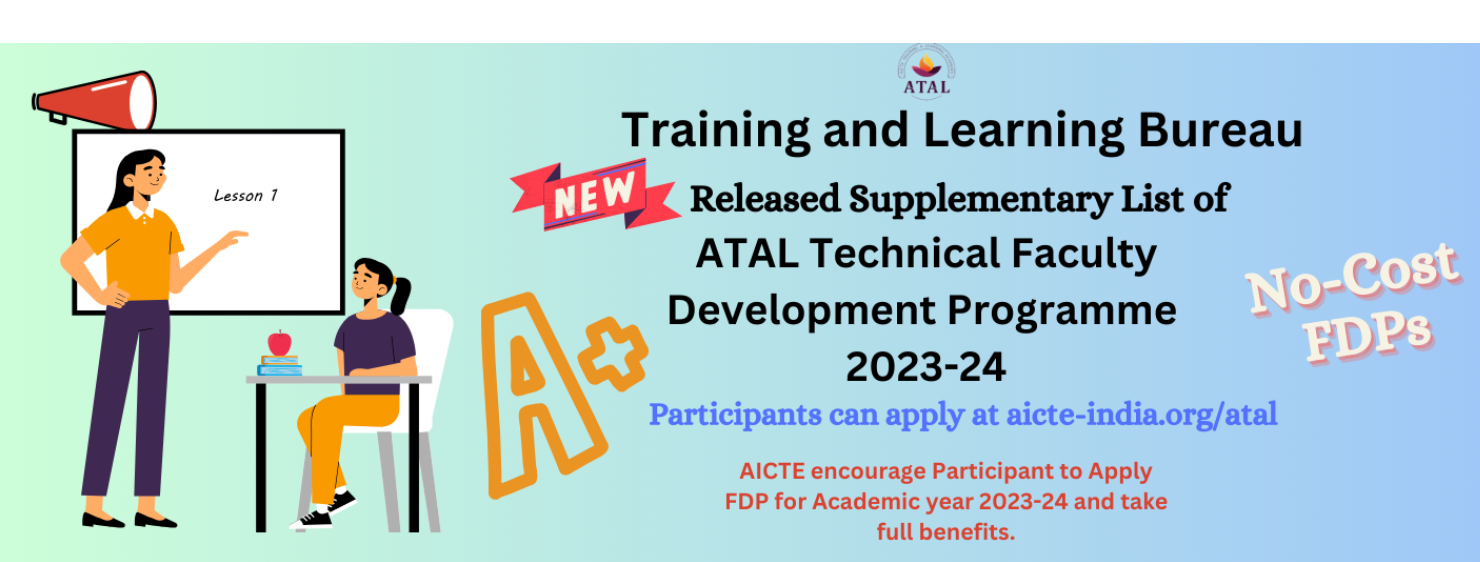 ATAL
Training and Learning Bureau
NEW
Released Supplementary List of
ATAL Technical Faculty
Development Programme
2023-24
Participants can apply at aicte-india.org/atal
AICTE encourage Participant to Apply
FDP for Academic year 2023-24 and take
full benefits.
No-Cost
FDPs
A+
Lesson 1